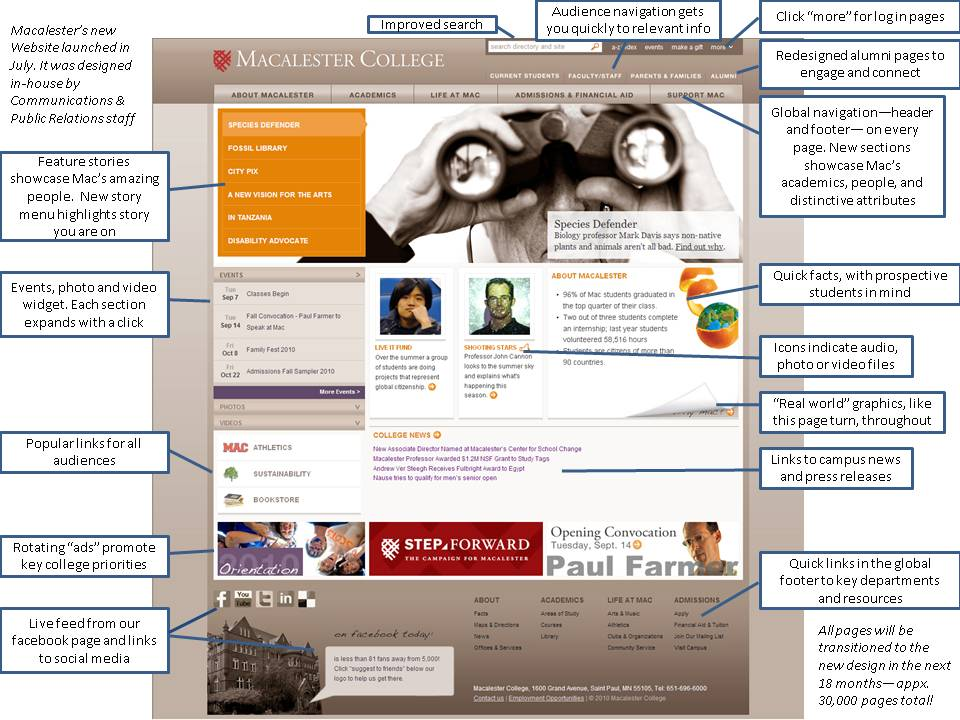 Macalester's new
Website launched in
July. It was designed
in-house by
Communications &
Public Relations staff
Improved search
Audience navigation gets
you quickly to relevant info
Click "more" for log in pages
Redesigned alumni pages to
engage and connect
Global navigation—header
and footer— on every
page. New sections
showcase Mac's
academics, people, and
distinctive attributes
Feature stories
showcase Mac's amazing
people. New story
menu highlights story
you are on
Events, photo and video
widget. Each section
expands with a click
Quick facts, with prospective
students in mind
Icons indicate audio,
photo or video files
"Real world" graphics, like
this page turn, throughout
Popular links for all
audiences
Links to campus news
and press releases
Rotating "ads" promote
key college priorities
Quick links in the global
footer to key departments
and resources
Live feed from our
facebook page and links
to social media
All pages will be
transitioned to the
new design in the next
18 months— appx.
30,000 pages total!
MACALESTER COLLEGE
search directory and site
a-z index events make a gift more
CURRENT STUDENTS FACULTY/STAFF PARENTS & FAMILIES ALUMNI
ABOUT MACALESTER ACADEMICS LIFE AT MAC ADMISSIONS & FINANCIAL AID SUPPORT MAC
SPECIES DEFENDER
FOSSIL LIBRARY
CITY PIX
A NEW VISION FOR THE ARTS
IN TANZANIA
DISABILITY ADVOCATE
Species Defender
Biology professor Mark Davis says non-native
plants and animals aren't all bad. Find out why.
EVENTS >
Tue
Sep 7 Classes Begin
Tue
Sep 14 Fall Convocation - Paul Farmer to
Speak at Mac
Fri
Oct 8 Family Fest 2010
Fri
Oct 22 Admissions Fall Sampler 2010
More Events >
PHOTOS
VIDEOS
LIVE IT FUND
Over the summer a group
of students are doing
projects that represent
global citizenship.
SHOOTING STARS
Professor John Cannon
looks to the summer sky
and explains what's
happening this
season.
ABOUT MACALESTER
• 96% of Mac students graduated in
the top quarter of their class.
• Two out of three students complete
an internship; last year students
volunteered 58,516 hours
• Students are citizens of more than
90 countries.
mac!
MAC ATHLETICS
SUSTAINABILITY
BOOKSTORE
COLLEGE NEWS
New Associate Director Named at Macalester's Center for School Change
Macalester Professor Awarded $1.2M NSF Grant to Study Tags
Andrew Ver Steegh Receives Fulbright Award to Egypt
Nause tries to qualify for men's senior open
2010
Orientation
STEP FORWARD
THE CAMPAIGN FOR MACALESTER
Opening Convocation
Tuesday, Sept. 14
Paul Farmer
You
Tube
on facebook today:
is less than 81 fans away from 5,000!
Click "suggest to friends" below our
logo to help us get there.
ABOUT
Facts
Maps & Directions
News
Offices & Services
ACADEMICS
Areas of Study
Courses
Library
LIFE AT MAC
Arts & Music
Athletics
Clubs & Organizations
Community Service
ADMISSIONS
Apply
Financial Aid & Tuition
Join Our Mailing List
Visit Campus
Macalester College, 1600 Grand Avenue, Saint Paul, MN 55105, Tel: 651-696-6000
Contact us | Employment Opportunities | © 2010 Macalester